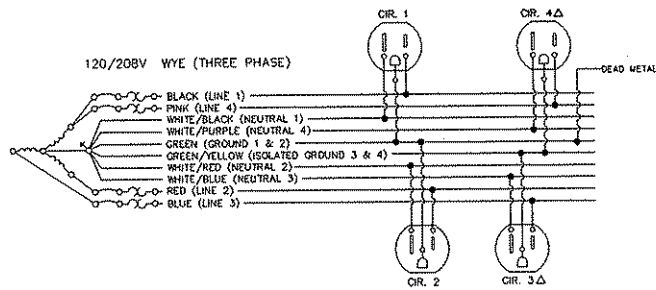 CIR. 1
CIR. 4△
120/208V WYE (THREE PHASE)
DEAD METAL
BLACK (LINE 1)
PINK (LINE 4)
WHITE/BLACK (NEUTRAL 1)
WHITE/PURPLE (NEUTRAL 4)
GREEN (GROUND 1 & 2)
GREEN/YELLOW (ISOLATED GROUND 3 & 4)
WHITE/RED (NEUTRAL 2)
WHITE/BLUE (NEUTRAL 3)
RED (LINE 2)
BLUE (LINE 3)
CIR. 2
CIR. 3△